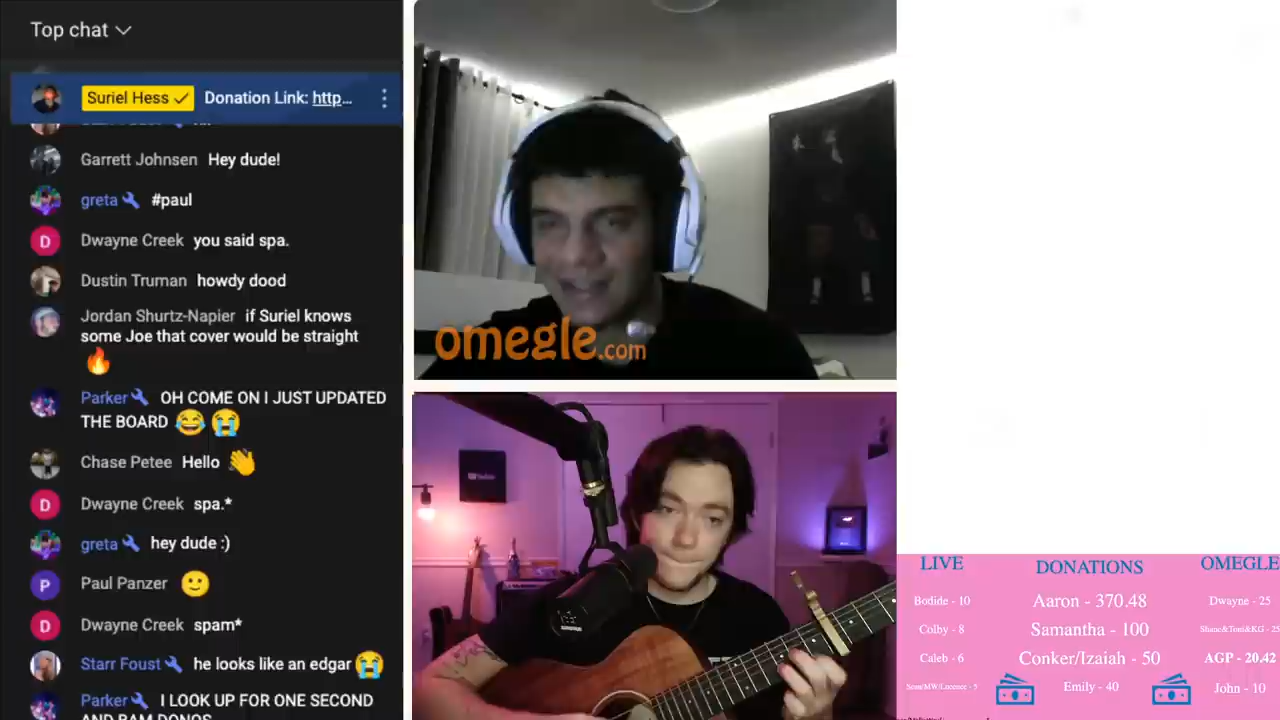 Top chat
Suriel Hess Donation Link: http...
Garrett Johnsen Hey dude!
greta #paul
Dwayne Creek you said spa.
Dustin Truman howdy dood
Jordan Shurtz-Napier if Suriel knows
some Joe that cover would be straight
🔥
Parker OH COME ON I JUST UPDATED
THE BOARD 😂😭
Chase Petee Hello 👋
Dwayne Creek spa.*
greta hey dude :)
Paul Panzer 🙂
Dwayne Creek spam*
Starr Foust he looks like an edgar 😭
Parker I LOOK UP FOR ONE SECOND
AND BAM DONOS
omegle.com
LIVE
Bodide - 10
Colby - 8
Caleb - 6
DONATIONS
Aaron - 370.48
Samantha - 100
Conker/Izaiah - 50
Emily - 40
OMEGLE
Dwayne - 25
AGP - 20.42
John - 10